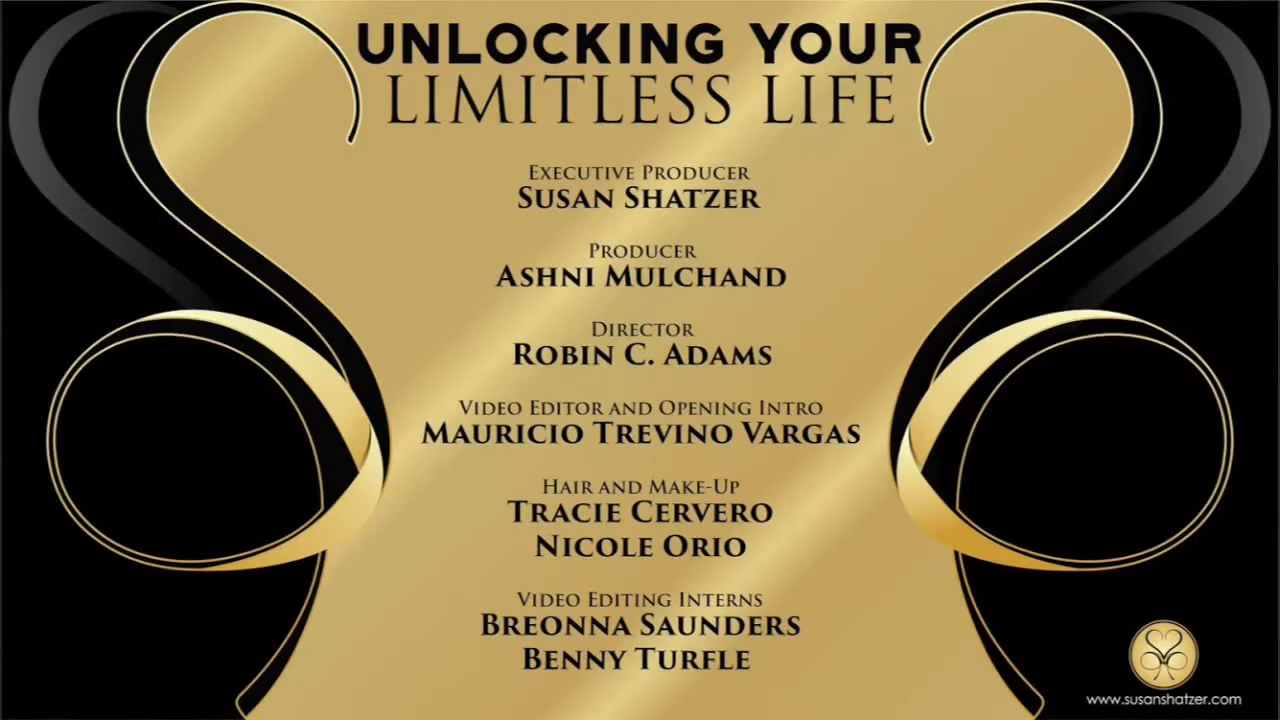 UNLOCKING YOUR
LIMITLESS LIFE
EXECUTIVE PRODUCER
SUSAN SHATZER
PRODUCER
ASHNI MULCHAND
DIRECTOR
ROBIN C. ADAMS
VIDEO EDITOR AND OPENING INTRO
MAURICIO TREVINO VARGAS
HAIR AND MAKE-UP
TRACIE CERVERO
NICOLE ORIO
VIDEO EDITING INTERNS
BREONNA SAUNDERS
BENNY TURFLE
www.susanshatzer.com